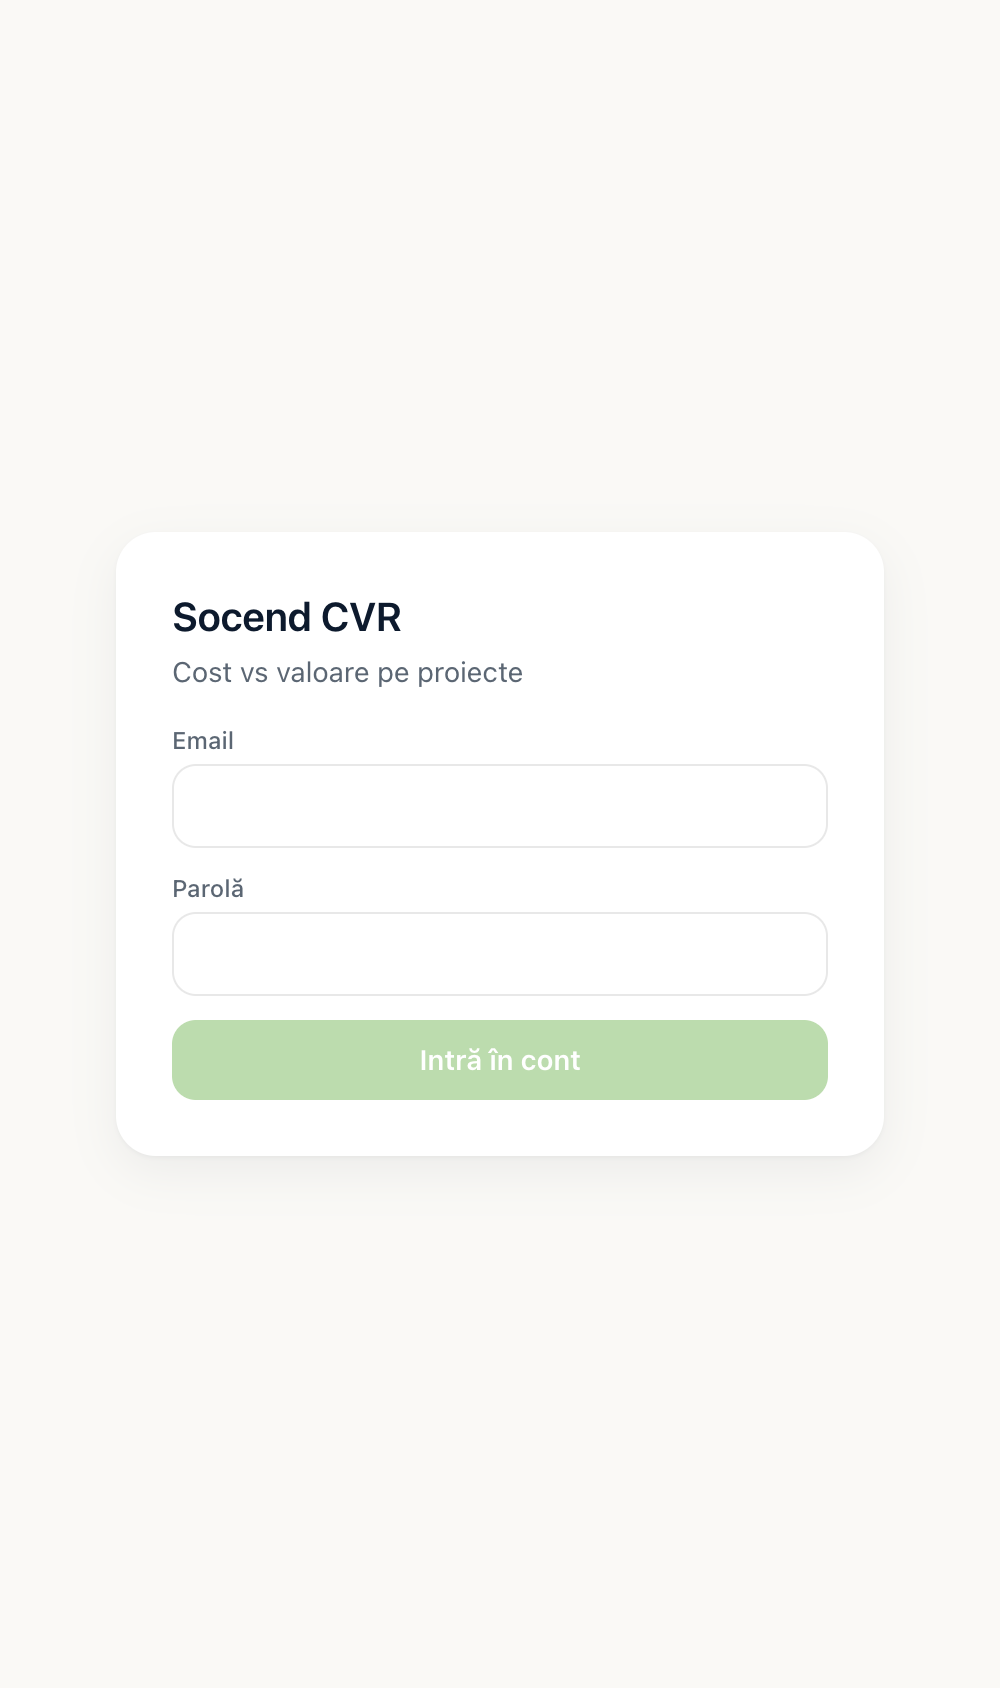 Socend CVR
Cost vs valoare pe proiecte
Email
Parolă
Intră în cont